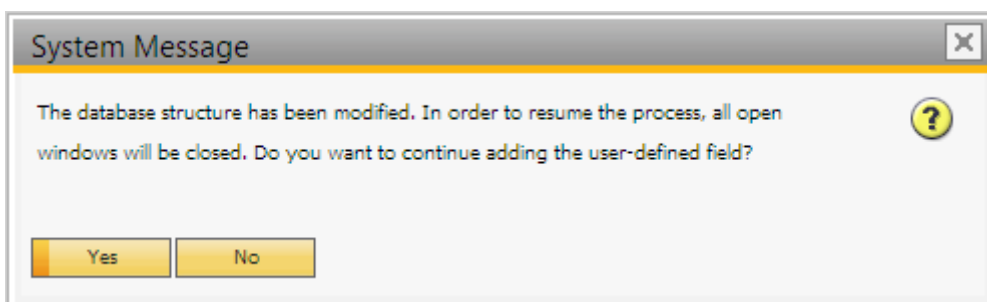 System Message
The database structure has been modified. In order to resume the process, all open
windows will be closed. Do you want to continue adding the user-defined field?
Yes No